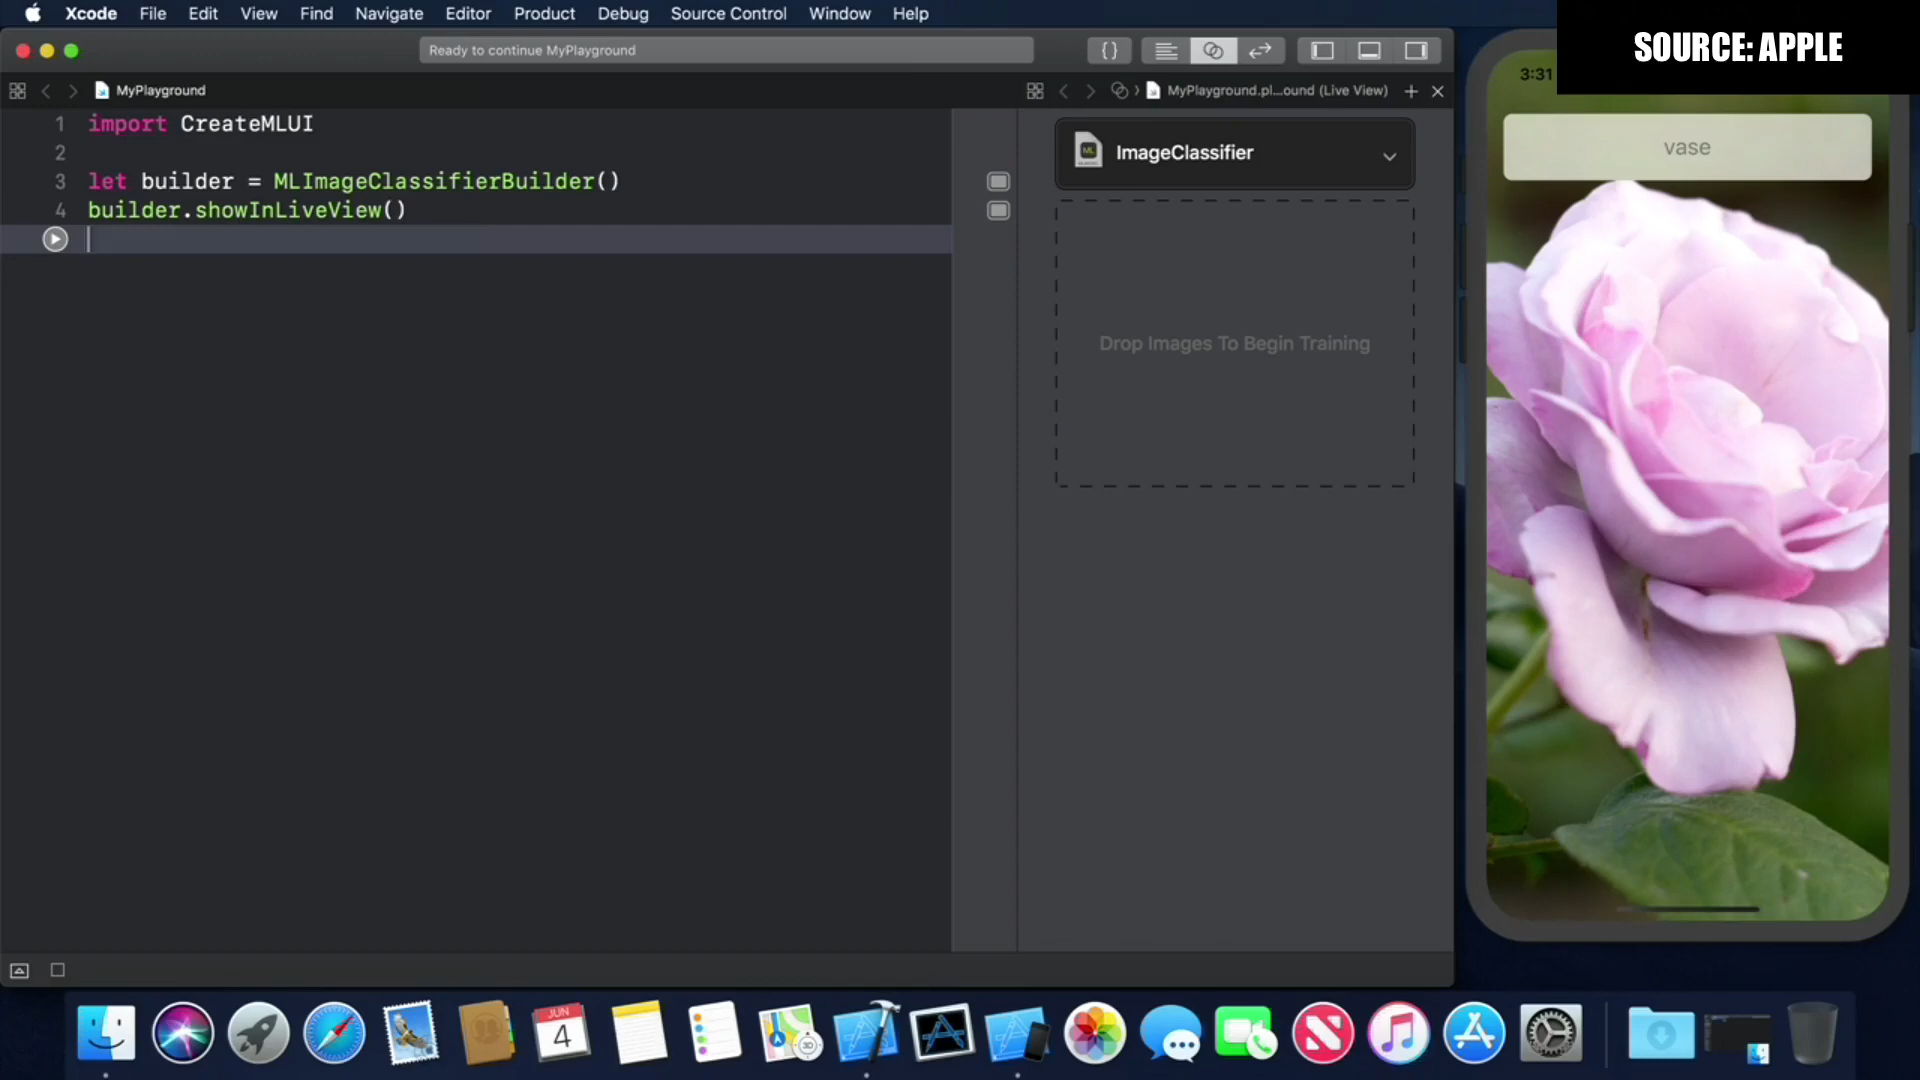 Xcode File Edit View Find Navigate Editor Product Debug Source Control Window Help
SOURCE: APPLE
Ready to continue MyPlayground
{}
3:31
MyPlayground
MyPlayground.pl...ound (Live View)
1 import CreateMLUI
2
3 let builder = MLImageClassifierBuilder()
4 builder.showInLiveView()
ML
ImageClassifier
Drop Images To Begin Training
vase
JUN
4
3D